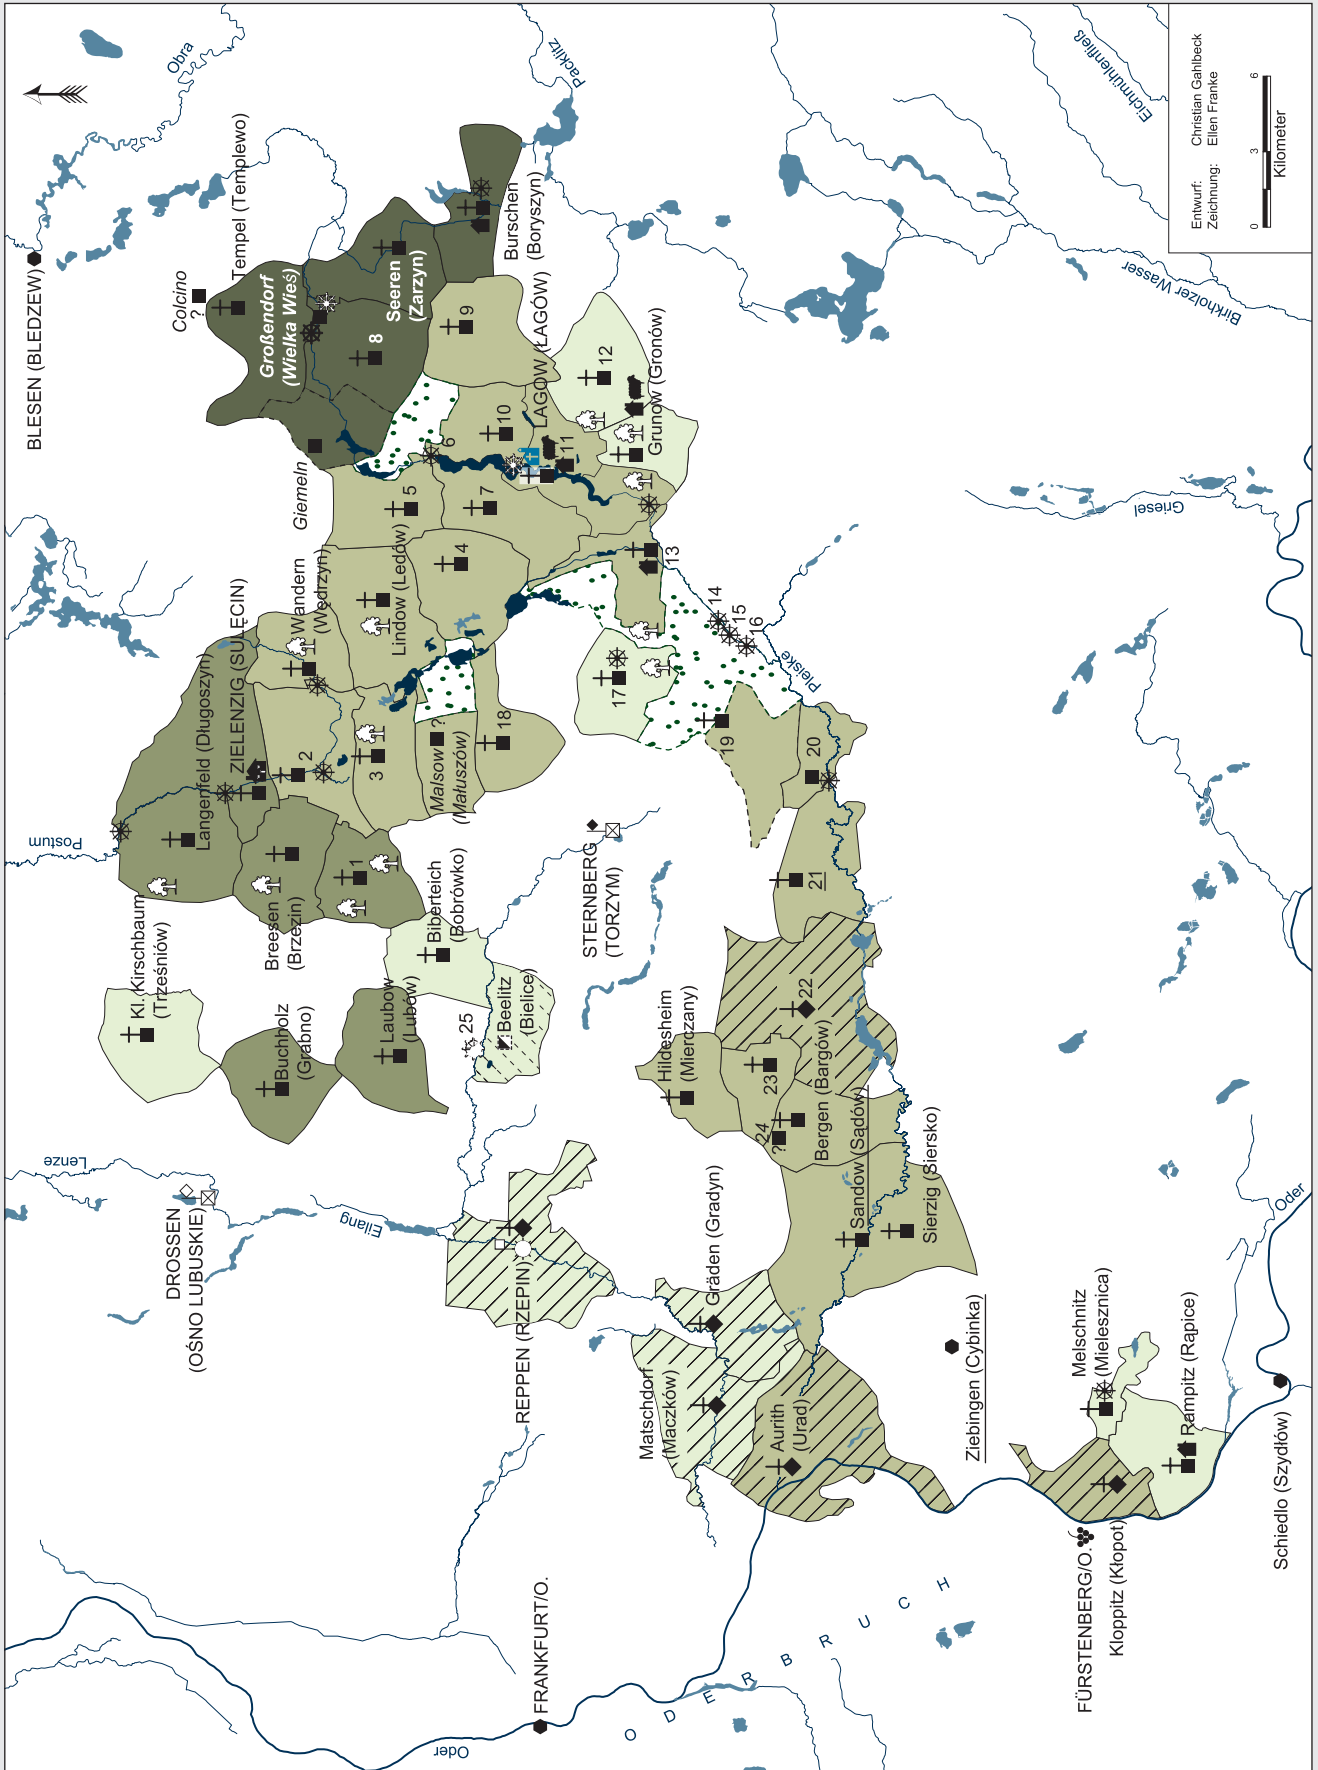 Obra
Packlitz
Eichmühlenfließ
Entwurf: Christian Gahlbeck
Zeichnung: Ellen Franke
0 3 6
Kilometer
BLESEN (BLEDZEW)
Colcino
?
Tempel (Templewo)
Großendorf
(Wielka Wieś)
Seeren
(Zarzyn)
Burschen
(Boryszyn)
Birkholzer Wasser
8
9
LAGOW (ŁAGÓW)
12
Grunow (Gronów)
Giemeln
6
10
11
5
7
Griesel
Wandern
(Wędrzyn)
Lindow (Ledów)
4
13
14
15
16
Pleiske
ZIELENZIG (SULĘCIN)
Langenfeld (Długoszyn)
2
3
Malsow ?
(Małuszów)
18
17
19
20
Postum
1
STERNBERG
(TORZYM)
21
Kl. Kirschbaum
(Trześniów)
Breesen
(Brzezin)
Biberteich
(Bobrówko)
Buchholz
(Grabno)
Laubow
(Lubów)
25
Beelitz
(Bielice)
22
Hildesheim
(Mierczany)
23
24
?
Bergen (Bargów)
Sandow (Sądów)
Sierzig (Siersko)
Lenze
DROSSEN
(OŚNO LUBUSKIE)
Eilang
REPPEN (RZEPIN)
Gräden (Gradyn)
Matschdorf
(Maczków)
Aurith
(Urad)
Ziebingen (Cybinka)
Melschnitz
(Mielesznica)
Rampitz (Rąpice)
Oder
Schiedlo (Szydłów)
FÜRSTENBERG/O.
Kloppitz (Kłopot)
FRANKFURT/O.
Oder
ODERBRUCH